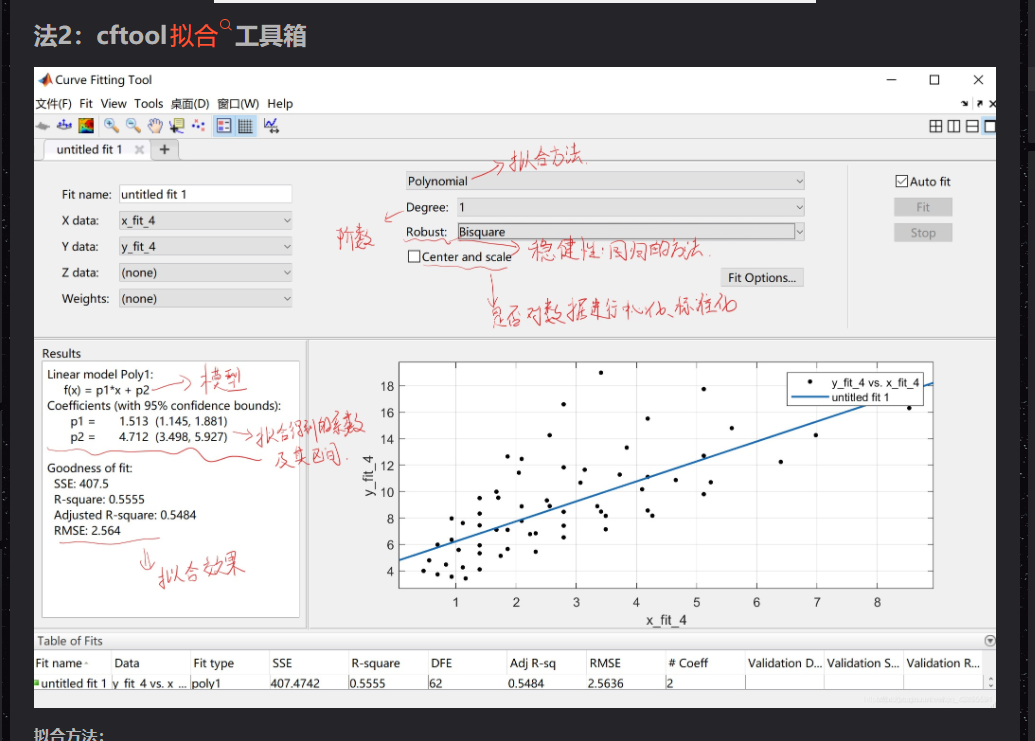 法2：cftool拟合工具箱
Curve Fitting Tool
文件(F) Fit View Tools 桌面(D) 窗口(W) Help
untitled fit 1
Fit name: untitled fit 1
X data: x_fit_4
Y data: y_fit_4
Z data: (none)
Weights: (none)
Polynomial
拟合方法
Degree: 1
阶数
Robust: Bisquare
稳健性:回归的方法
Center and scale
是否对数据进行 标准化
Fit Options...
Auto fit
Fit
Stop
Results
Linear model Poly1:
f(x) = p1*x + p2
模型
Coefficients (with 95% confidence bounds):
p1 = 1.513 (1.145, 1.881)
p2 = 4.712 (3.498, 5.927)
拟合得到的系数
及其区间.
Goodness of fit:
SSE: 407.5
R-square: 0.5555
Adjusted R-square: 0.5484
RMSE: 2.564
拟合效果
y_fit_4 vs. x_fit_4
untitled fit 1
18
16
14
12
10
8
6
4
y_fit_4
1 2 3 4 5 6 7 8
x_fit_4
Table of Fits
Fit name Data Fit type SSE R-square DFE Adj R-sq RMSE # Coeff Validation D... Validation S... Validation R...
untitled fit 1 y_fit_4 vs. x_... poly1 407.4742 0.5555 62 0.5484 2.5636 2
拟合方法：